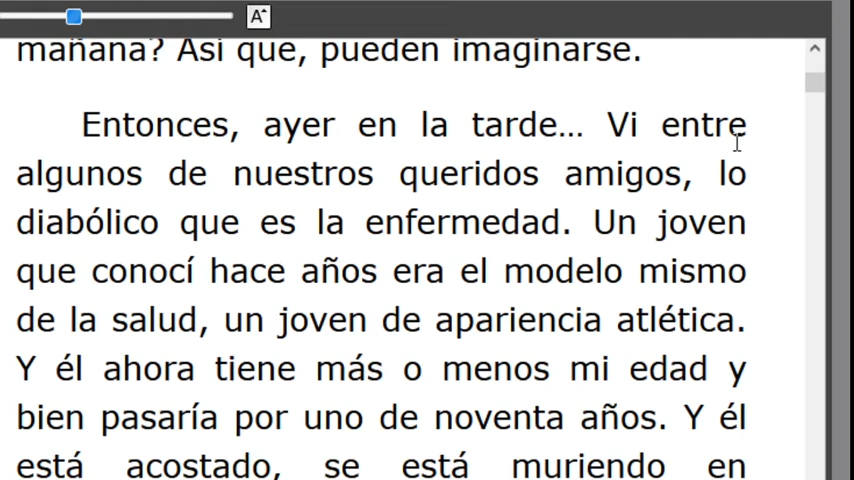 A
mañana? Así que, pueden imaginarse.
Entonces, ayer en la tarde... Vi entre
algunos de nuestros queridos amigos, lo
diabólico que es la enfermedad. Un joven
que conocí hace años era el modelo mismo
de la salud, un joven de apariencia atlética.
Y él ahora tiene más o menos mi edad y
bien pasaría por uno de noventa años. Y él
está acostado, se está muriendo en